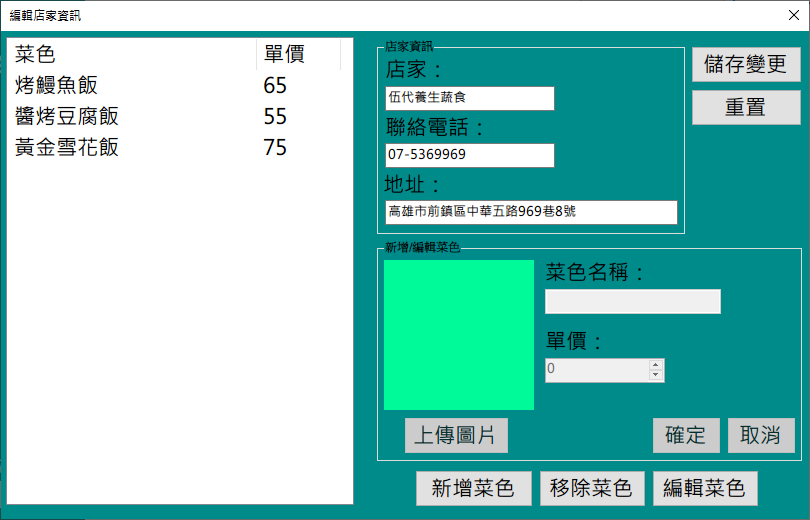 編輯店家資訊
菜色 單價
烤鰻魚飯 65
醬烤豆腐飯 55
黃金雪花飯 75
店家資訊
店家：
伍代養生蔬食
聯絡電話：
07-5369969
地址：
高雄市前鎮區中華五路969巷8號
儲存變更
重置
新增/編輯菜色
菜色名稱：
單價：
0
上傳圖片
確定 取消
新增菜色 移除菜色 編輯菜色